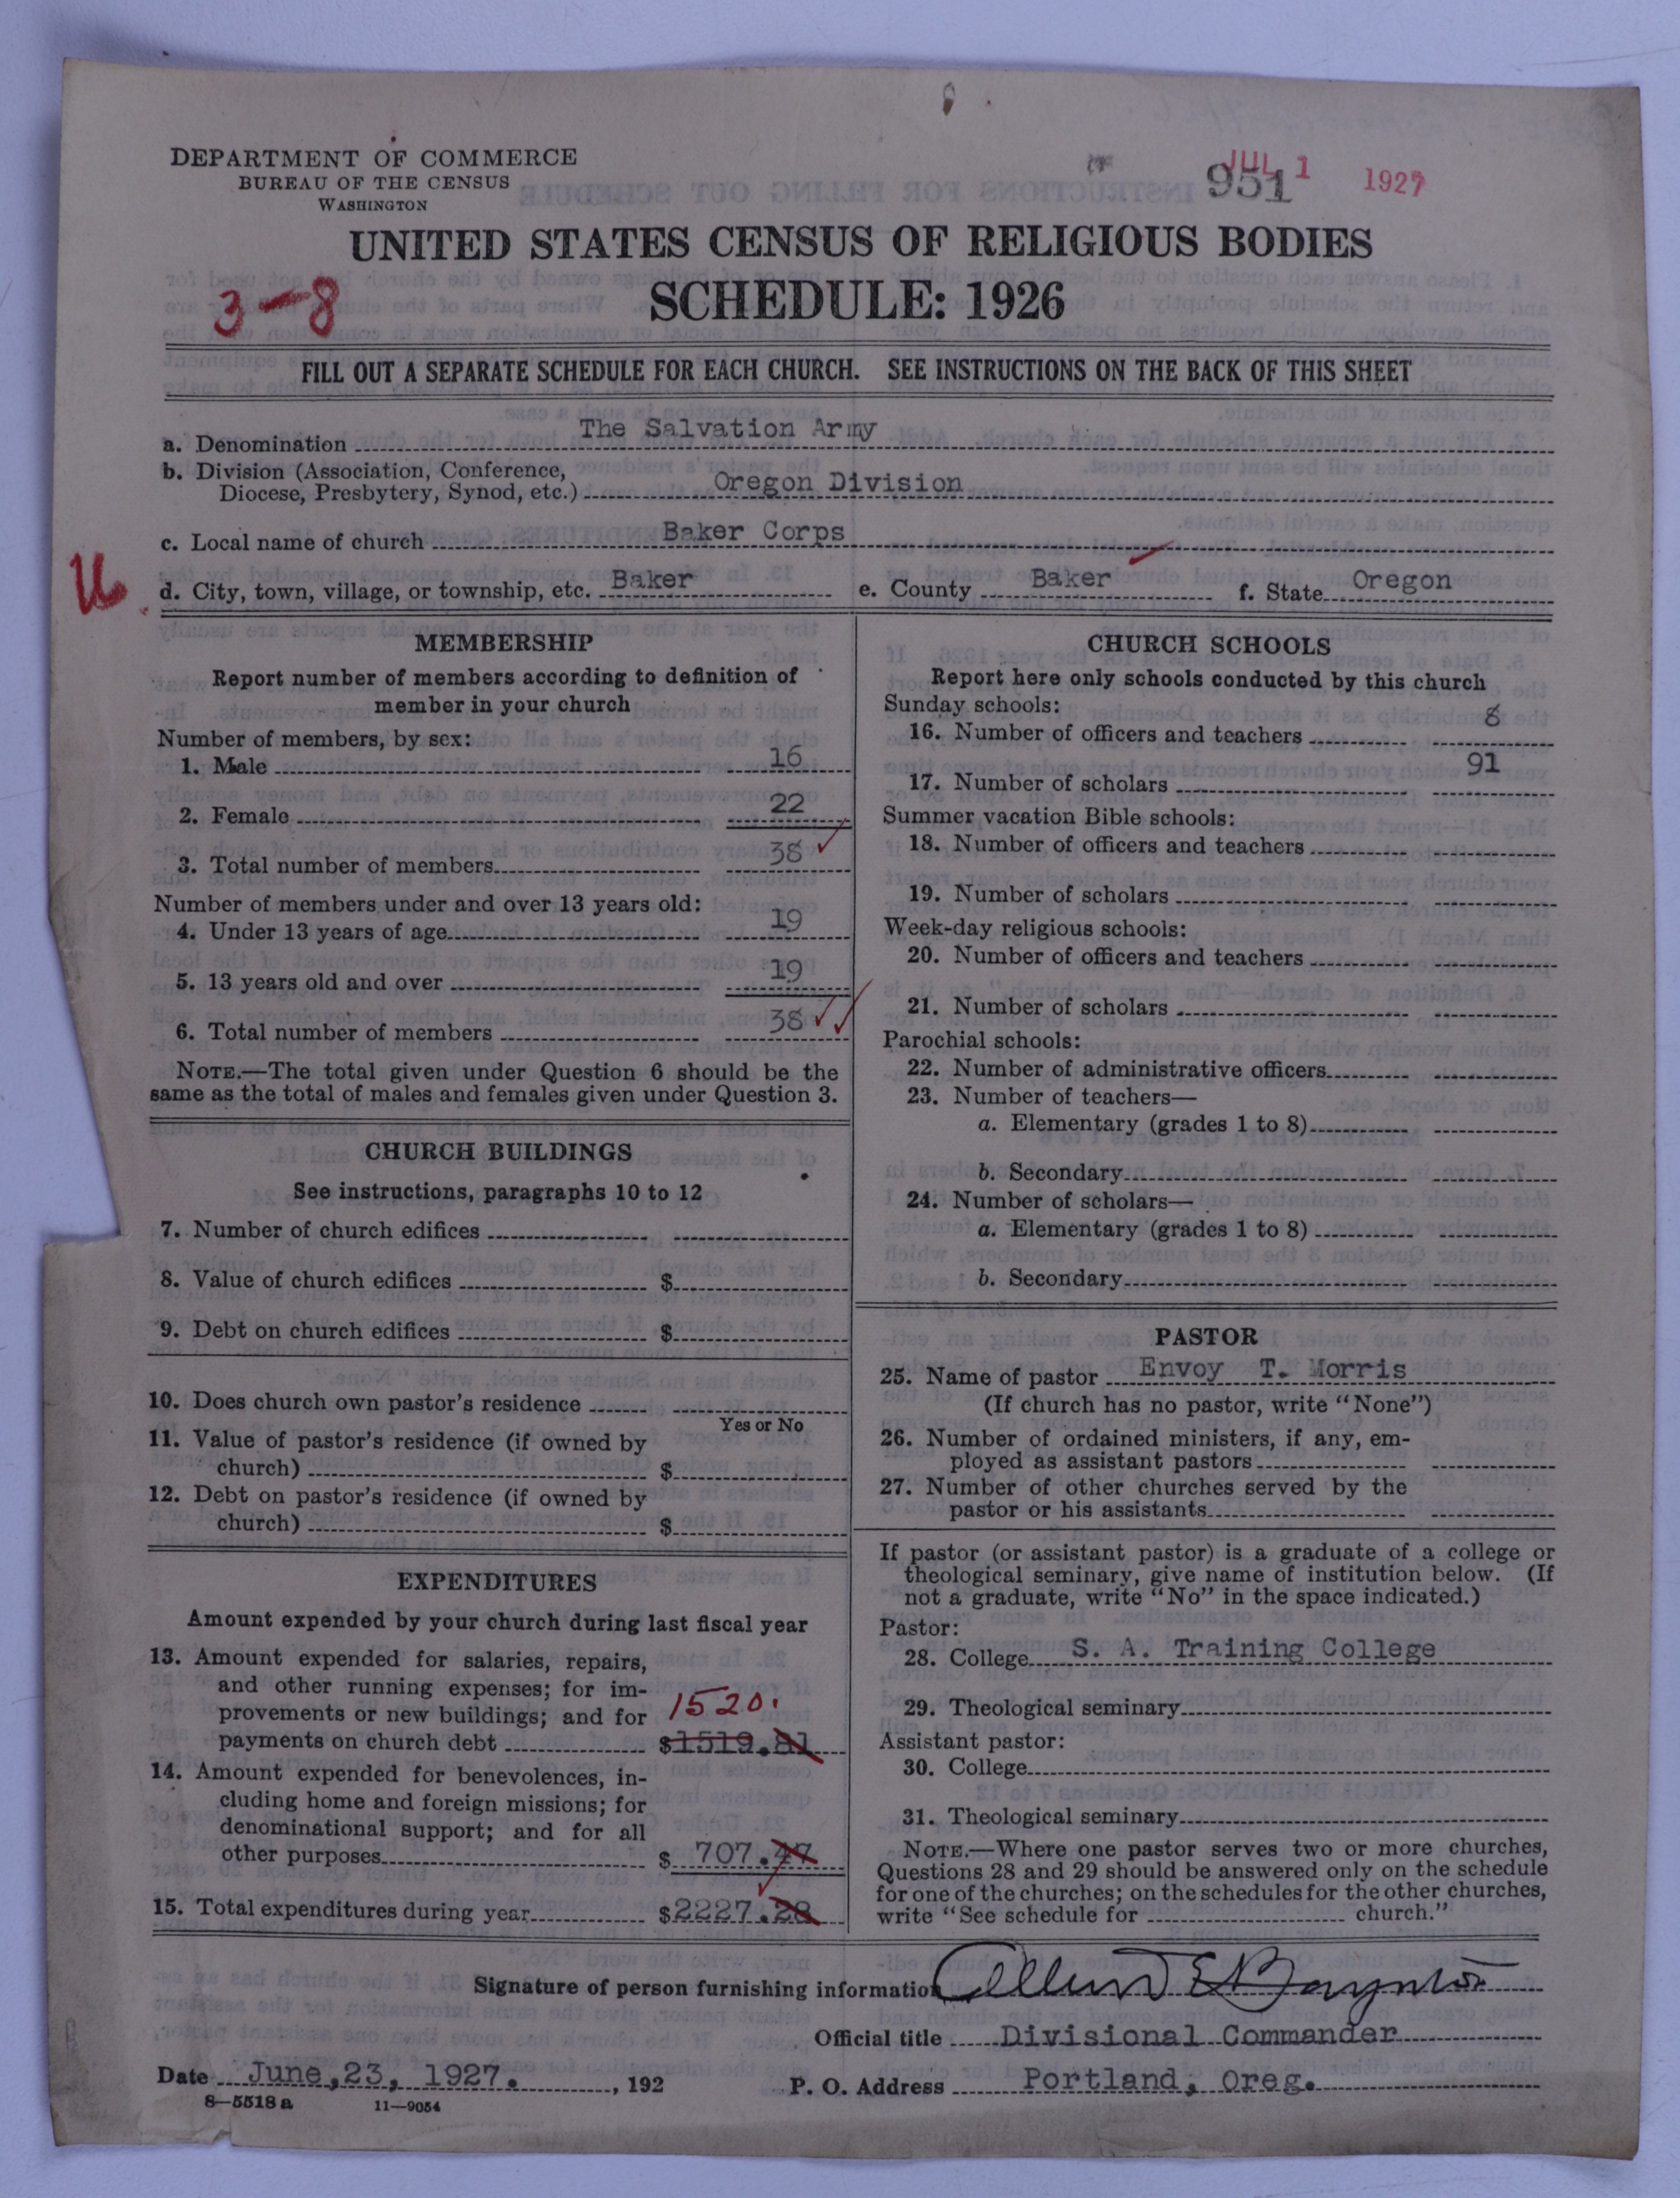 DEPARTMENT OF COMMERCE
BUREAU OF THE CENSUS
WASHINGTON
951
JUL 1 1927
UNITED STATES CENSUS OF RELIGIOUS BODIES
3-8
SCHEDULE: 1926
FILL OUT A SEPARATE SCHEDULE FOR EACH CHURCH. SEE INSTRUCTIONS ON THE BACK OF THIS SHEET
a. Denomination The Salvation Army
b. Division (Association, Conference,
Diocese, Presbytery, Synod, etc.) Oregon Division
c. Local name of church Baker Corps
d. City, town, village, or township, etc. Baker e. County Baker f. State Oregon
MEMBERSHIP
Report number of members according to definition of
member in your church
Number of members, by sex:
1. Male 16
2. Female 22
3. Total number of members 38
Number of members under and over 13 years old:
4. Under 13 years of age 19
5. 13 years old and over 19
6. Total number of members 38
NOTE.—The total given under Question 6 should be the
same as the total of males and females given under Question 3.
CHURCH BUILDINGS
See instructions, paragraphs 10 to 12
7. Number of church edifices
8. Value of church edifices $
9. Debt on church edifices $
10. Does church own pastor's residence
Yes or No
11. Value of pastor's residence (if owned by
church) $
12. Debt on pastor's residence (if owned by
church) $
EXPENDITURES
Amount expended by your church during last fiscal year
13. Amount expended for salaries, repairs,
and other running expenses; for im-
provements or new buildings; and for 1520.
payments on church debt $1519.81
14. Amount expended for benevolences, in-
cluding home and foreign missions; for
denominational support; and for all
other purposes $ 707.47
15. Total expenditures during year $2227.28
CHURCH SCHOOLS
Report here only schools conducted by this church
Sunday schools:
16. Number of officers and teachers 8
17. Number of scholars 91
Summer vacation Bible schools:
18. Number of officers and teachers
19. Number of scholars
Week-day religious schools:
20. Number of officers and teachers
21. Number of scholars
Parochial schools:
22. Number of administrative officers
23. Number of teachers—
a. Elementary (grades 1 to 8)
b. Secondary
24. Number of scholars—
a. Elementary (grades 1 to 8)
b. Secondary
PASTOR
25. Name of pastor Envoy T. Morris
(If church has no pastor, write "None")
26. Number of ordained ministers, if any, em-
ployed as assistant pastors
27. Number of other churches served by the
pastor or his assistants
If pastor (or assistant pastor) is a graduate of a college or
theological seminary, give name of institution below. (If
not a graduate, write "No" in the space indicated.)
Pastor:
28. College S. A. Training College
29. Theological seminary
Assistant pastor:
30. College
31. Theological seminary
NOTE.—Where one pastor serves two or more churches,
Questions 28 and 29 should be answered only on the schedule
for one of the churches; on the schedules for the other churches,
write "See schedule for church."
Signature of person furnishing information
Official title Divisional Commander
Date June, 23, 1927. , 192 P. O. Address Portland, Oreg.
8—5518 a 11—9054